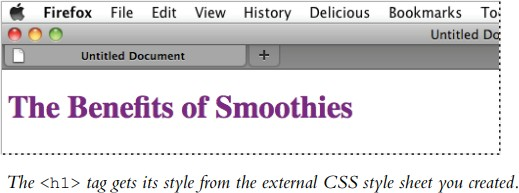 Firefox File Edit View History Delicious Bookmarks To
Untitled Do
Untitled Document +
The Benefits of Smoothies
The <h1> tag gets its style from the external CSS style sheet you created.